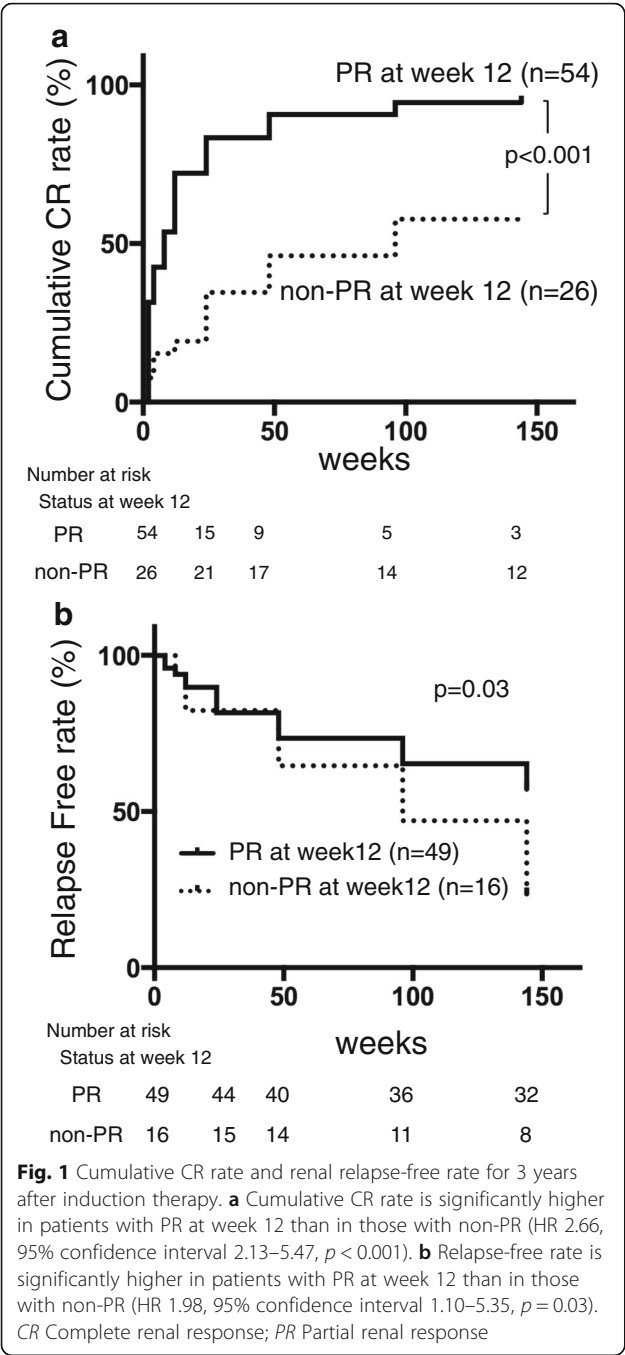 a
Cumulative CR rate (%)
100
50
0
PR at week 12 (n=54)
p<0.001
non-PR at week 12 (n=26)
0 50 100 150
weeks
Number at risk
Status at week 12
PR 54 15 9 5 3
non-PR 26 21 17 14 12
b
Relapse Free rate (%)
100
50
0
p=0.03
PR at week12 (n=49)
non-PR at week12 (n=16)
0 50 100 150
weeks
Number at risk
Status at week 12
PR 49 44 40 36 32
non-PR 16 15 14 11 8
Fig. 1 Cumulative CR rate and renal relapse-free rate for 3 years
after induction therapy. a Cumulative CR rate is significantly higher
in patients with PR at week 12 than in those with non-PR (HR 2.66,
95% confidence interval 2.13–5.47, p < 0.001). b Relapse-free rate is
significantly higher in patients with PR at week 12 than in those
with non-PR (HR 1.98, 95% confidence interval 1.10–5.35, p = 0.03).
CR Complete renal response; PR Partial renal response